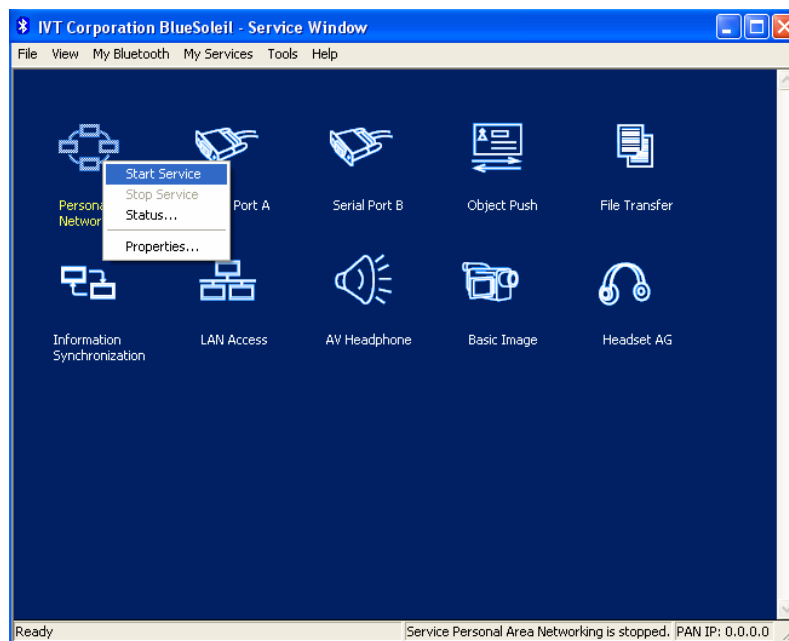 IVT Corporation BlueSoleil - Service Window
File View My Bluetooth My Services Tools Help
Start Service
Stop Service
Status...
Properties...
Port A
Serial Port B
Object Push
File Transfer
Information
Synchronization
LAN Access
AV Headphone
Basic Image
Headset AG
Ready
Service Personal Area Networking is stopped.
PAN IP: 0.0.0.0